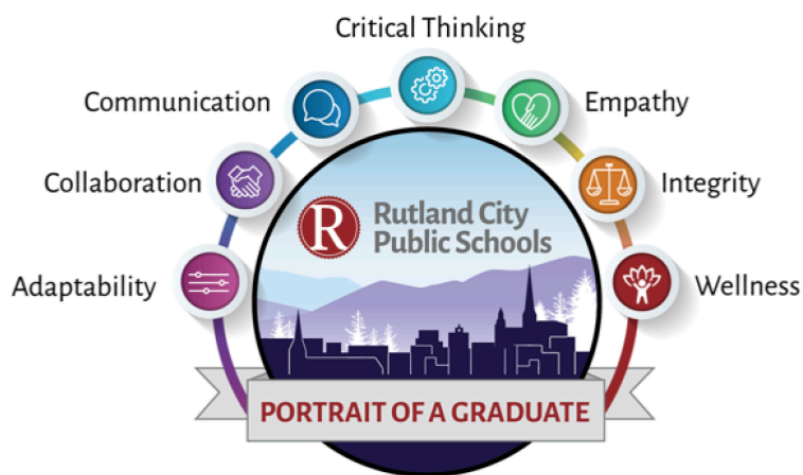 Critical Thinking
Communication
Empathy
Collaboration
Integrity
Adaptability
Wellness
R
Rutland City
Public Schools
PORTRAIT OF A GRADUATE